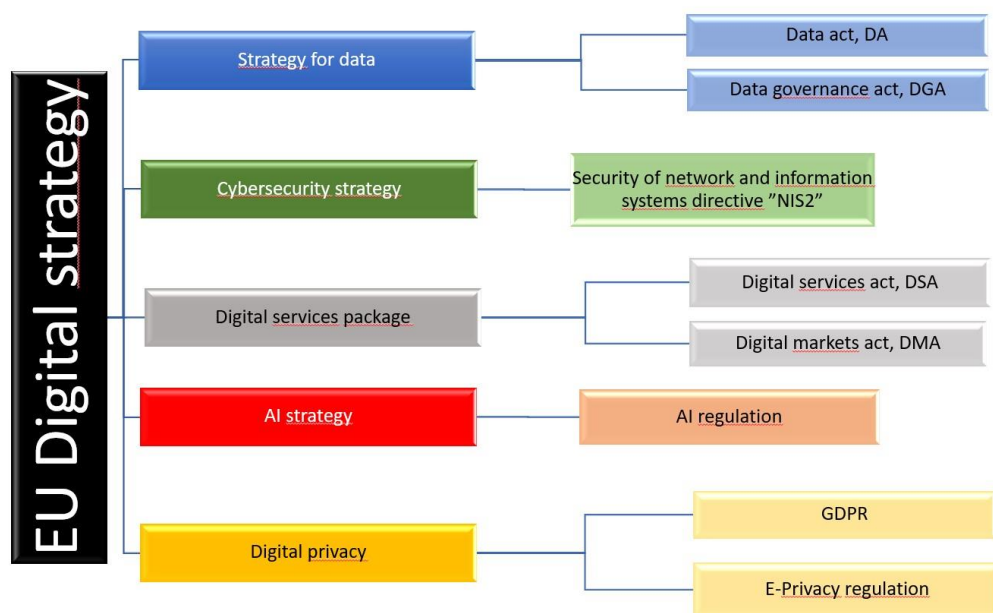 EU Digital strategy
Strategy for data
Data act, DA
Data governance act, DGA
Cybersecurity strategy
Security of network and information
systems directive ”NIS2”
Digital services package
Digital services act, DSA
Digital markets act, DMA
AI strategy
AI regulation
Digital privacy
GDPR
E-Privacy regulation